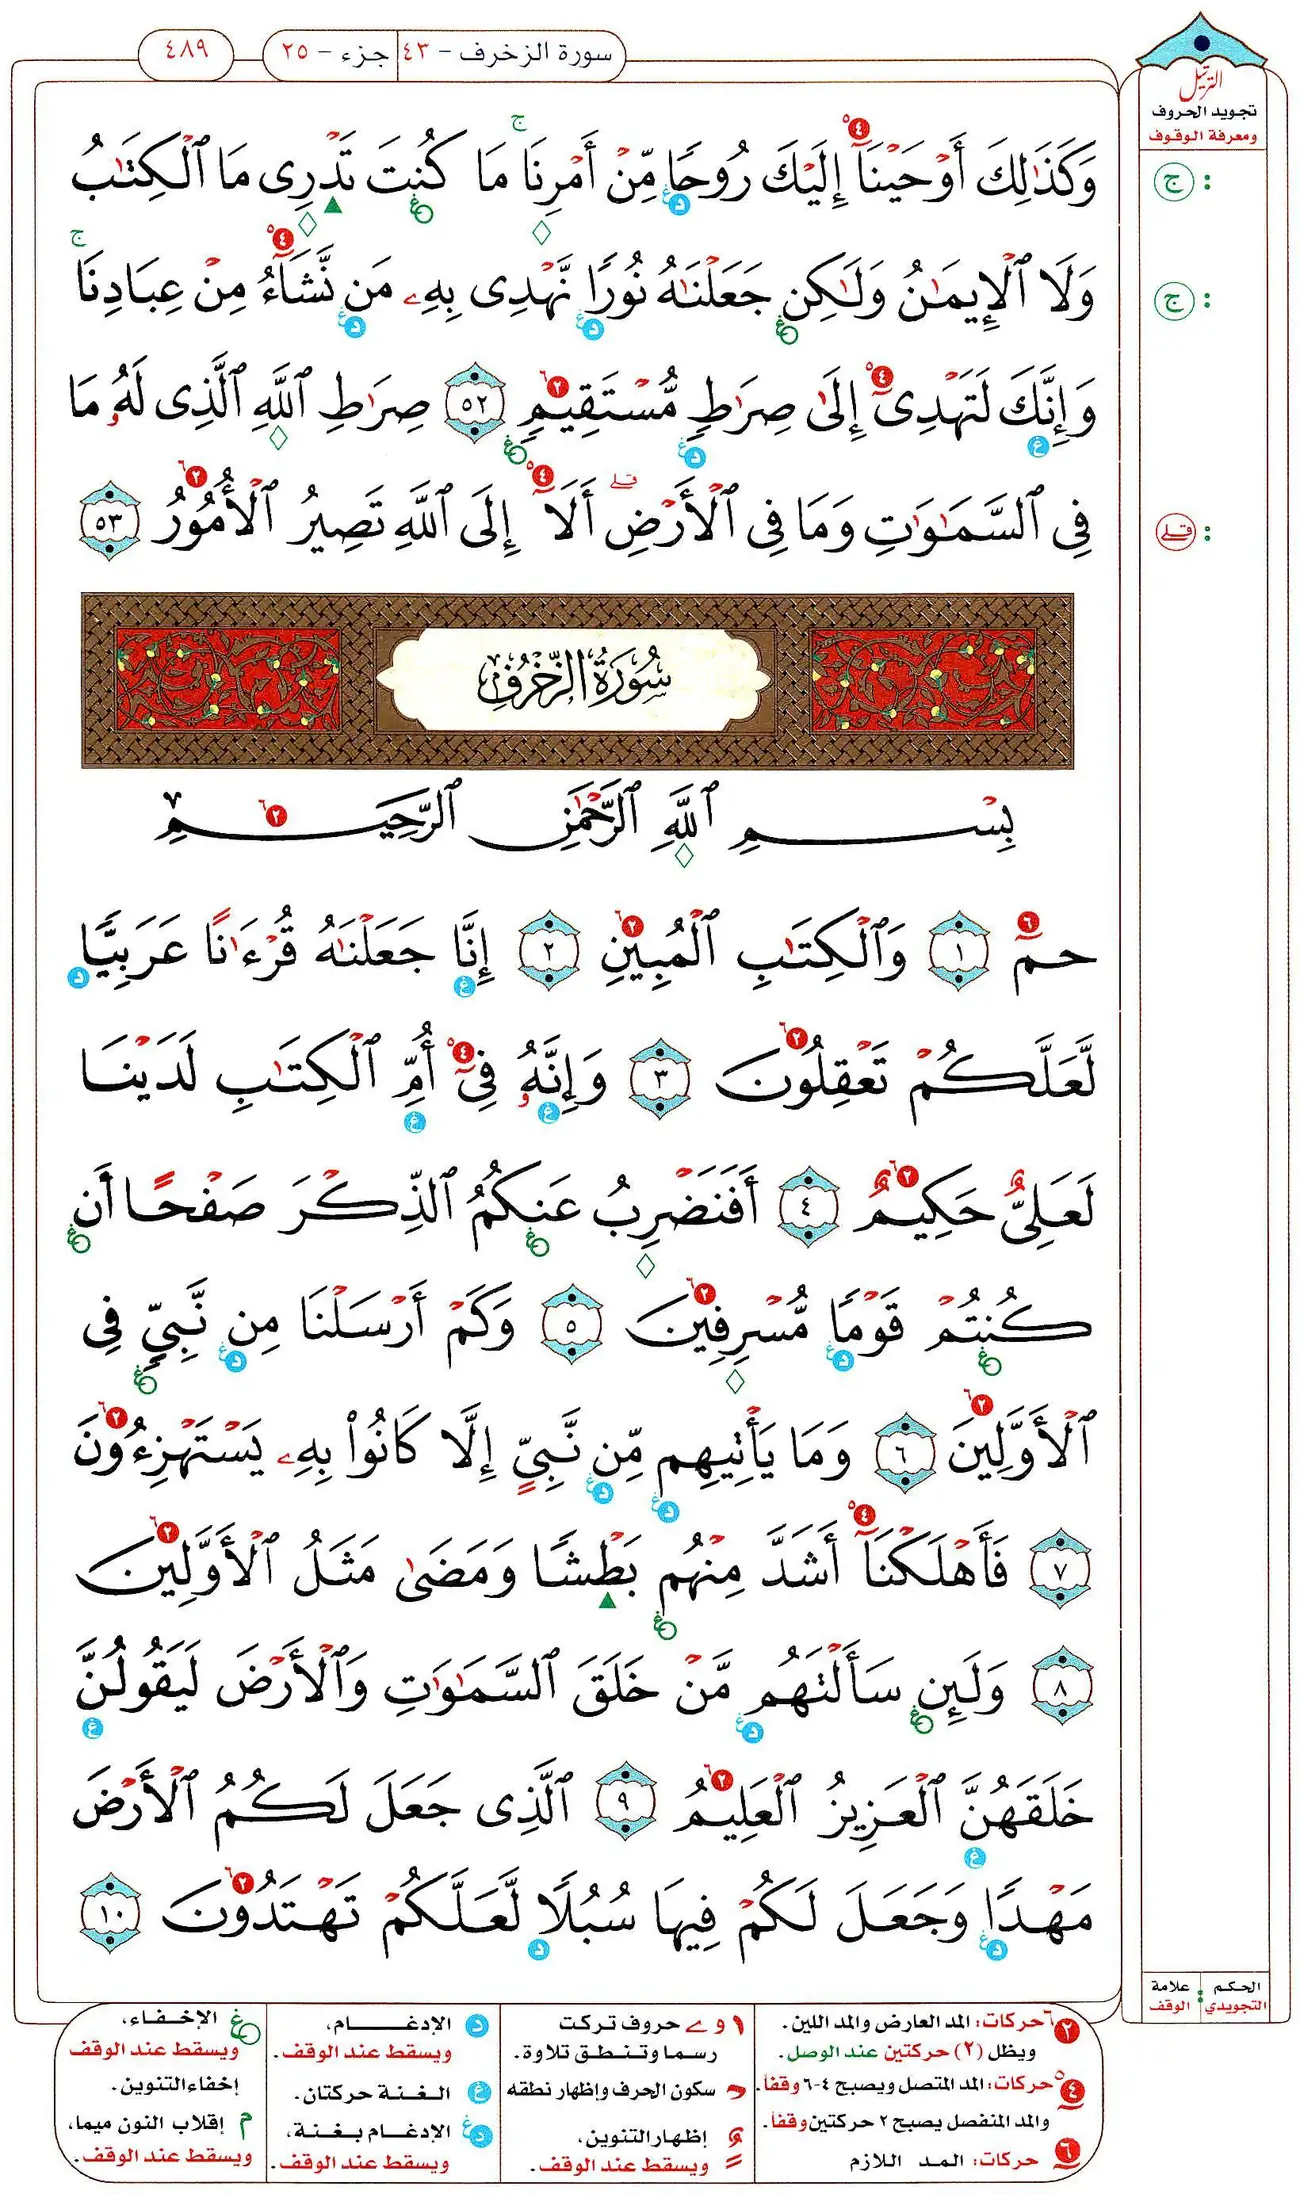 سورة الزخرف - ٤٣ جزء - ٢٥ ٤٨٩
الترتيل
تجويد الحروف
ومعرفة الوقوف
وَكَذَٰلِكَ أَوْحَيْنَآ إِلَيْكَ رُوحًا مِّنْ أَمْرِنَا ۚ مَا كُنتَ تَدْرِى مَا ٱلْكِتَٰبُ
وَلَا ٱلْإِيمَٰنُ وَلَٰكِن جَعَلْنَٰهُ نُورًا نَّهْدِى بِهِۦ مَن نَّشَآءُ مِنْ عِبَادِنَا ۚ
وَإِنَّكَ لَتَهْدِىٓ إِلَىٰ صِرَٰطٍ مُّسْتَقِيمٍ ٥٢ صِرَٰطِ ٱللَّهِ ٱلَّذِى لَهُۥ مَا
فِى ٱلسَّمَٰوَٰتِ وَمَا فِى ٱلْأَرْضِ ۗ أَلَآ إِلَى ٱللَّهِ تَصِيرُ ٱلْأُمُورُ ٥٣
سُورَةُ الزُّخْرُفِ
بِسْمِ ٱللَّهِ ٱلرَّحْمَٰنِ ٱلرَّحِيمِ
حمٓ ١ وَٱلْكِتَٰبِ ٱلْمُبِينِ ٢ إِنَّا جَعَلْنَٰهُ قُرْءَٰنًا عَرَبِيًّا
لَّعَلَّكُمْ تَعْقِلُونَ ٣ وَإِنَّهُۥ فِىٓ أُمِّ ٱلْكِتَٰبِ لَدَيْنَا
لَعَلِىٌّ حَكِيمٌ ٤ أَفَنَضْرِبُ عَنكُمُ ٱلذِّكْرَ صَفْحًا أَن
كُنتُمْ قَوْمًا مُّسْرِفِينَ ٥ وَكَمْ أَرْسَلْنَا مِن نَّبِىٍّ فِى
ٱلْأَوَّلِينَ ٦ وَمَا يَأْتِيهِم مِّن نَّبِىٍّ إِلَّا كَانُوا۟ بِهِۦ يَسْتَهْزِءُونَ
٧ فَأَهْلَكْنَآ أَشَدَّ مِنْهُم بَطْشًا وَمَضَىٰ مَثَلُ ٱلْأَوَّلِينَ
٨ وَلَئِن سَأَلْتَهُم مَّنْ خَلَقَ ٱلسَّمَٰوَٰتِ وَٱلْأَرْضَ لَيَقُولُنَّ
خَلَقَهُنَّ ٱلْعَزِيزُ ٱلْعَلِيمُ ٩ ٱلَّذِى جَعَلَ لَكُمُ ٱلْأَرْضَ
مَهْدًا وَجَعَلَ لَكُمْ فِيهَا سُبُلًا لَّعَلَّكُمْ تَهْتَدُونَ ١٠
ج :
ج :
قلى :
الحكم التجويدي : علامة الوقف
٢ ٦ حركات: المد العارض والمد اللين.
ويظل (٢) حركتين عند الوصل.
٤ ٥ حركات: المد المتصل ويصبح ٤-٦ وقفاً.
والمد المنفصل يصبح ٢ حركتين وقفاً.
٦ حركات: المد اللازم
ا و ے حروف تركت
رسما وتنطق تلاوة.
سكون الحرف وإظهار نطقه
إظهار التنوين،
ويسقط عند الوقف.
د الإدغام،
ويسقط عند الوقف.
غ الغنة حركتان.
دغ الإدغام بغنة،
ويسقط عند الوقف.
الإخفاء،
ويسقط عند الوقف
إخفاء التنوين.
م إقلاب النون ميما،
ويسقط عند الوقف.